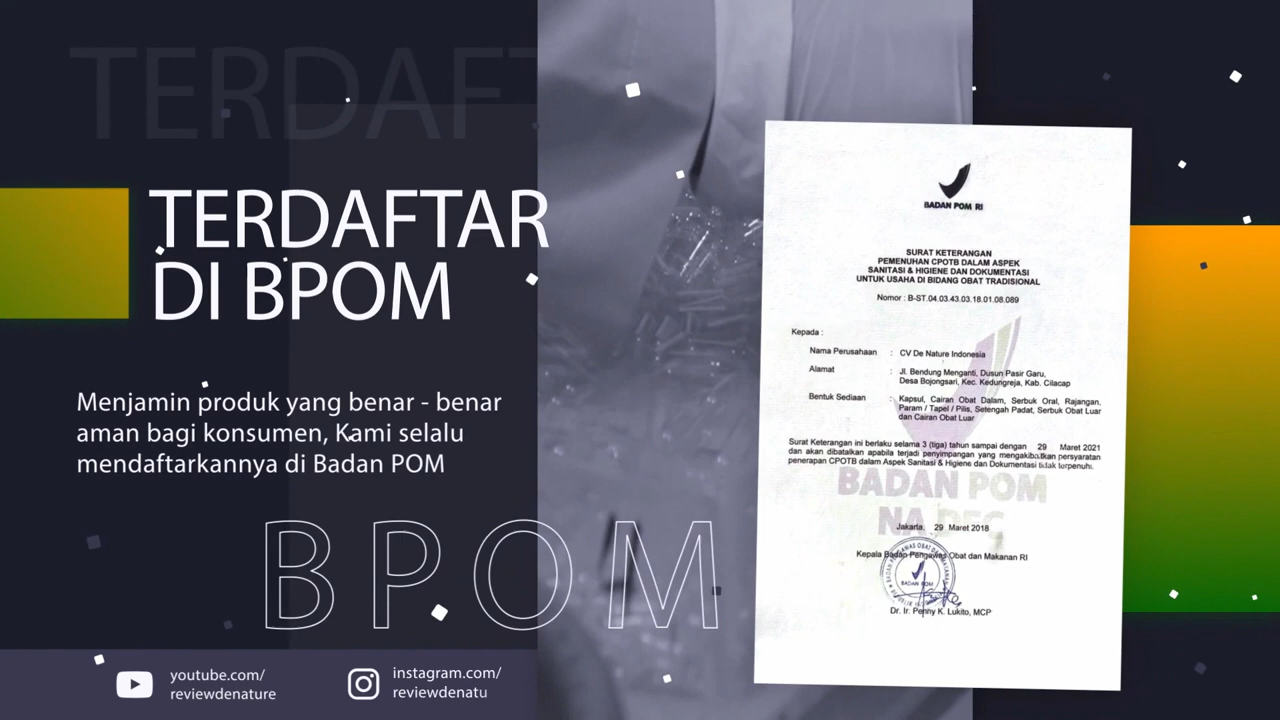 TERDAFT
TERDAFTAR
DI BPOM
Menjamin produk yang benar - benar
aman bagi konsumen, Kami selalu
mendaftarkannya di Badan POM
BPOM
youtube.com/
reviewdenature
instagram.com/
reviewdenatu
BADAN POM RI
SURAT KETERANGAN
PEMENUHAN CPOTB DALAM ASPEK
SANITASI & HIGIENE DAN DOKUMENTASI
UNTUK USAHA DI BIDANG OBAT TRADISIONAL
Nomor : B-ST.04.03.43.03.18.01.08.089
Kepada :
Nama Perusahaan : CV De Nature Indonesia
Alamat : Jl. Bendung Menganti, Dusun Pasir Garu,
Desa Bojongsari, Kec. Kedungreja, Kab. Cilacap
Bentuk Sediaan : Kapsul, Cairan Obat Dalam, Serbuk Oral, Rajangan,
Param / Tapel / Pilis, Setengah Padat, Serbuk Obat Luar
dan Cairan Obat Luar
Surat Keterangan ini berlaku selama 3 (tiga) tahun sampai dengan 29 Maret 2021
dan akan dibatalkan apabila terjadi penyimpangan yang mengakibatkan persyaratan
penerapan CPOTB dalam Aspek Sanitasi & Higiene dan Dokumentasi tidak terpenuhi.
BADAN POM
Jakarta, 29 Maret 2018
Kepala Badan Pengawas Obat dan Makanan RI
BADAN POM
Dr. Ir. Penny K. Lukito, MCP